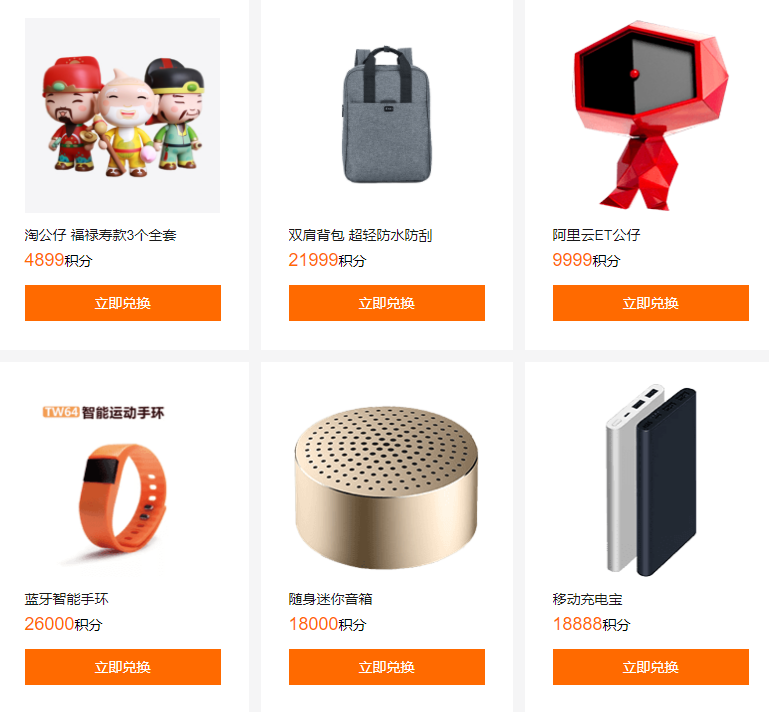 淘公仔 福禄寿款3个全套
4899积分
立即兑换
双肩背包 超轻防水防刮
21999积分
立即兑换
阿里云ET公仔
9999积分
立即兑换
TW64 智能运动手环
蓝牙智能手环
26000积分
立即兑换
随身迷你音箱
18000积分
立即兑换
移动充电宝
18888积分
立即兑换